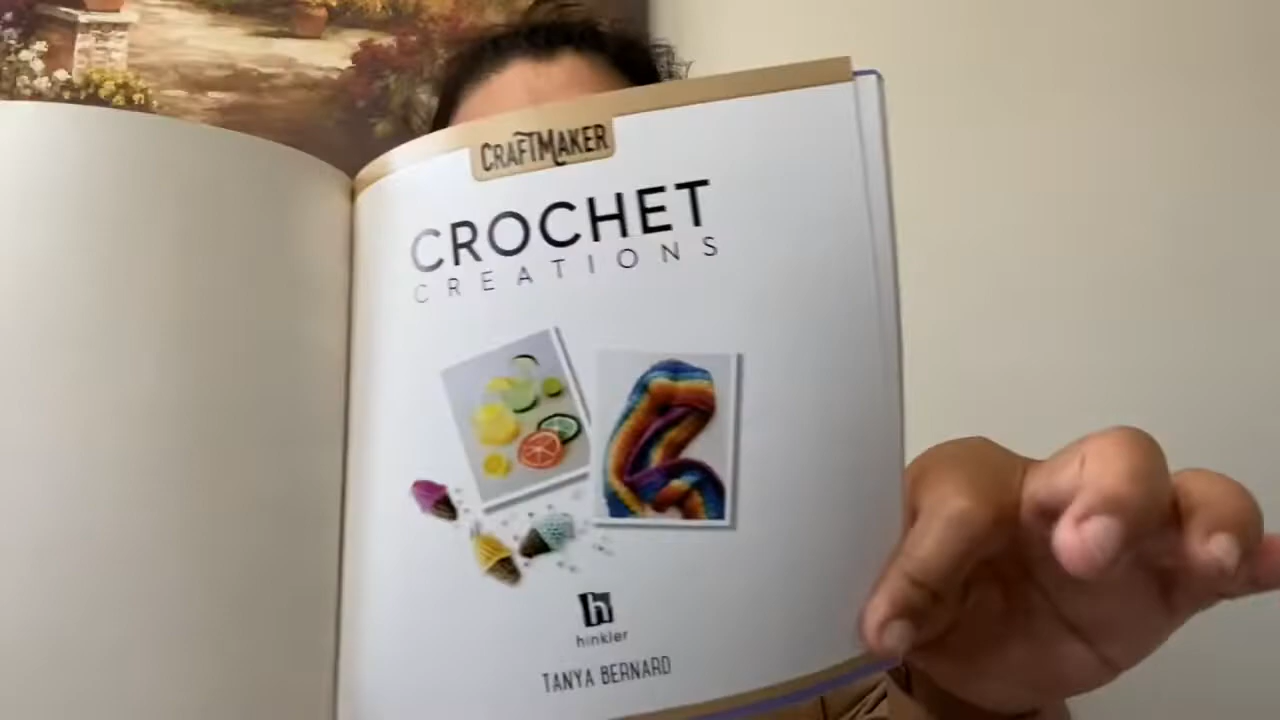 CRAFTMAKER
CROCHET
CREATIONS
h
hinkler
TANYA BERNARD